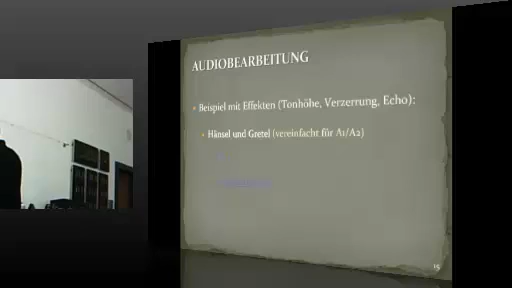 AUDIOBEARBEITUNG
Beispiel mit Effekten (Tonhöhe, Verzerrung, Echo):
Hänsel und Gretel (vereinfacht für A1/A2)
15